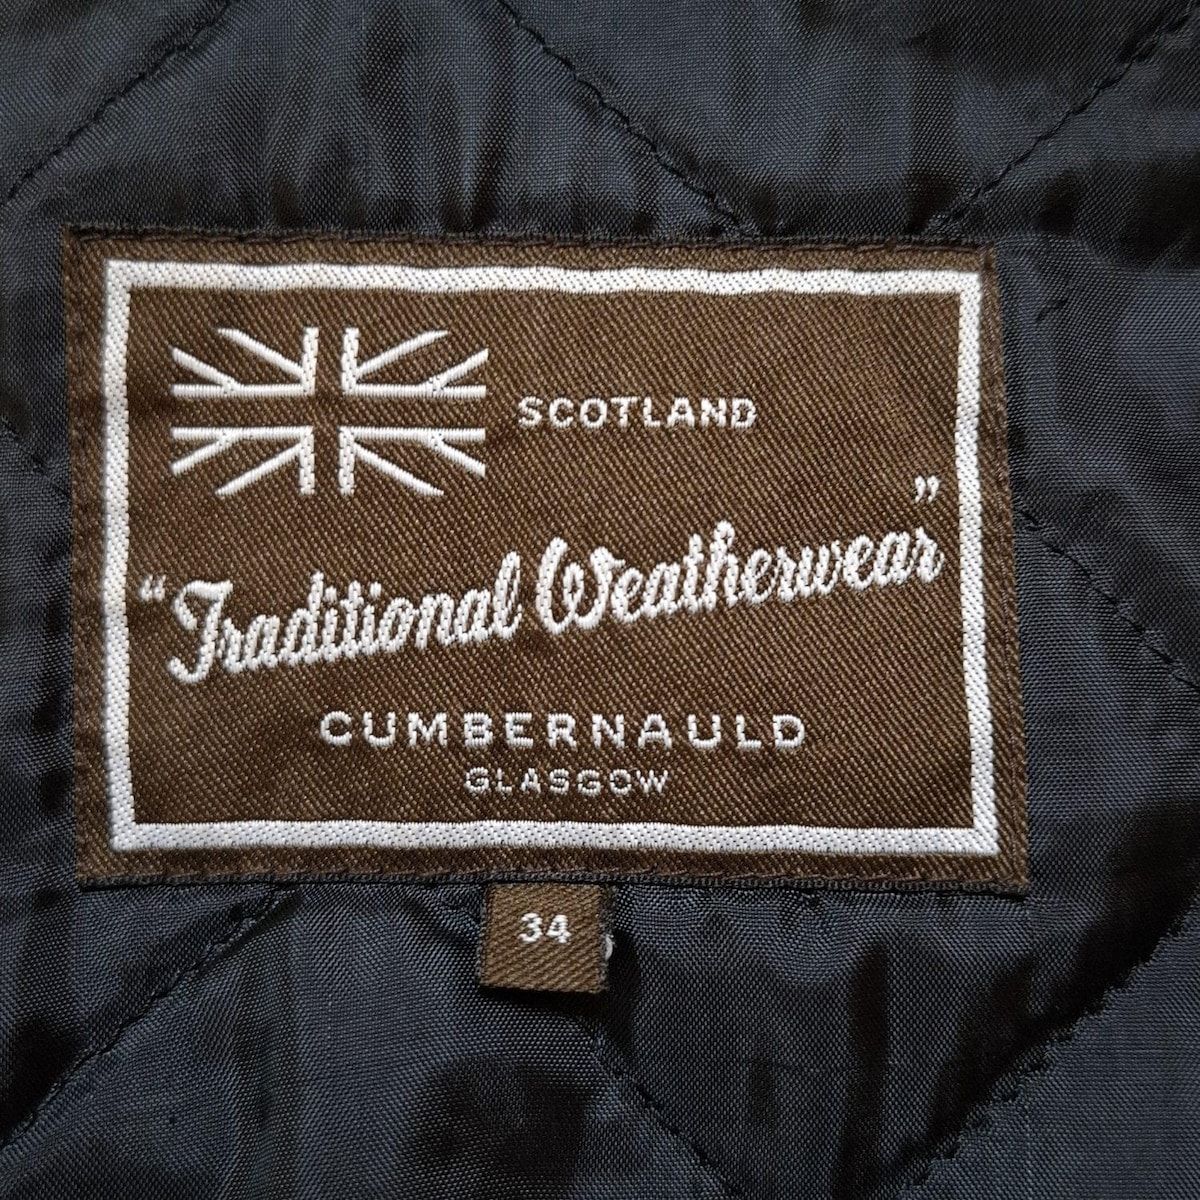 SCOTLAND
“Traditional Weatherwear”
CUMBERNAULD
GLASGOW
34